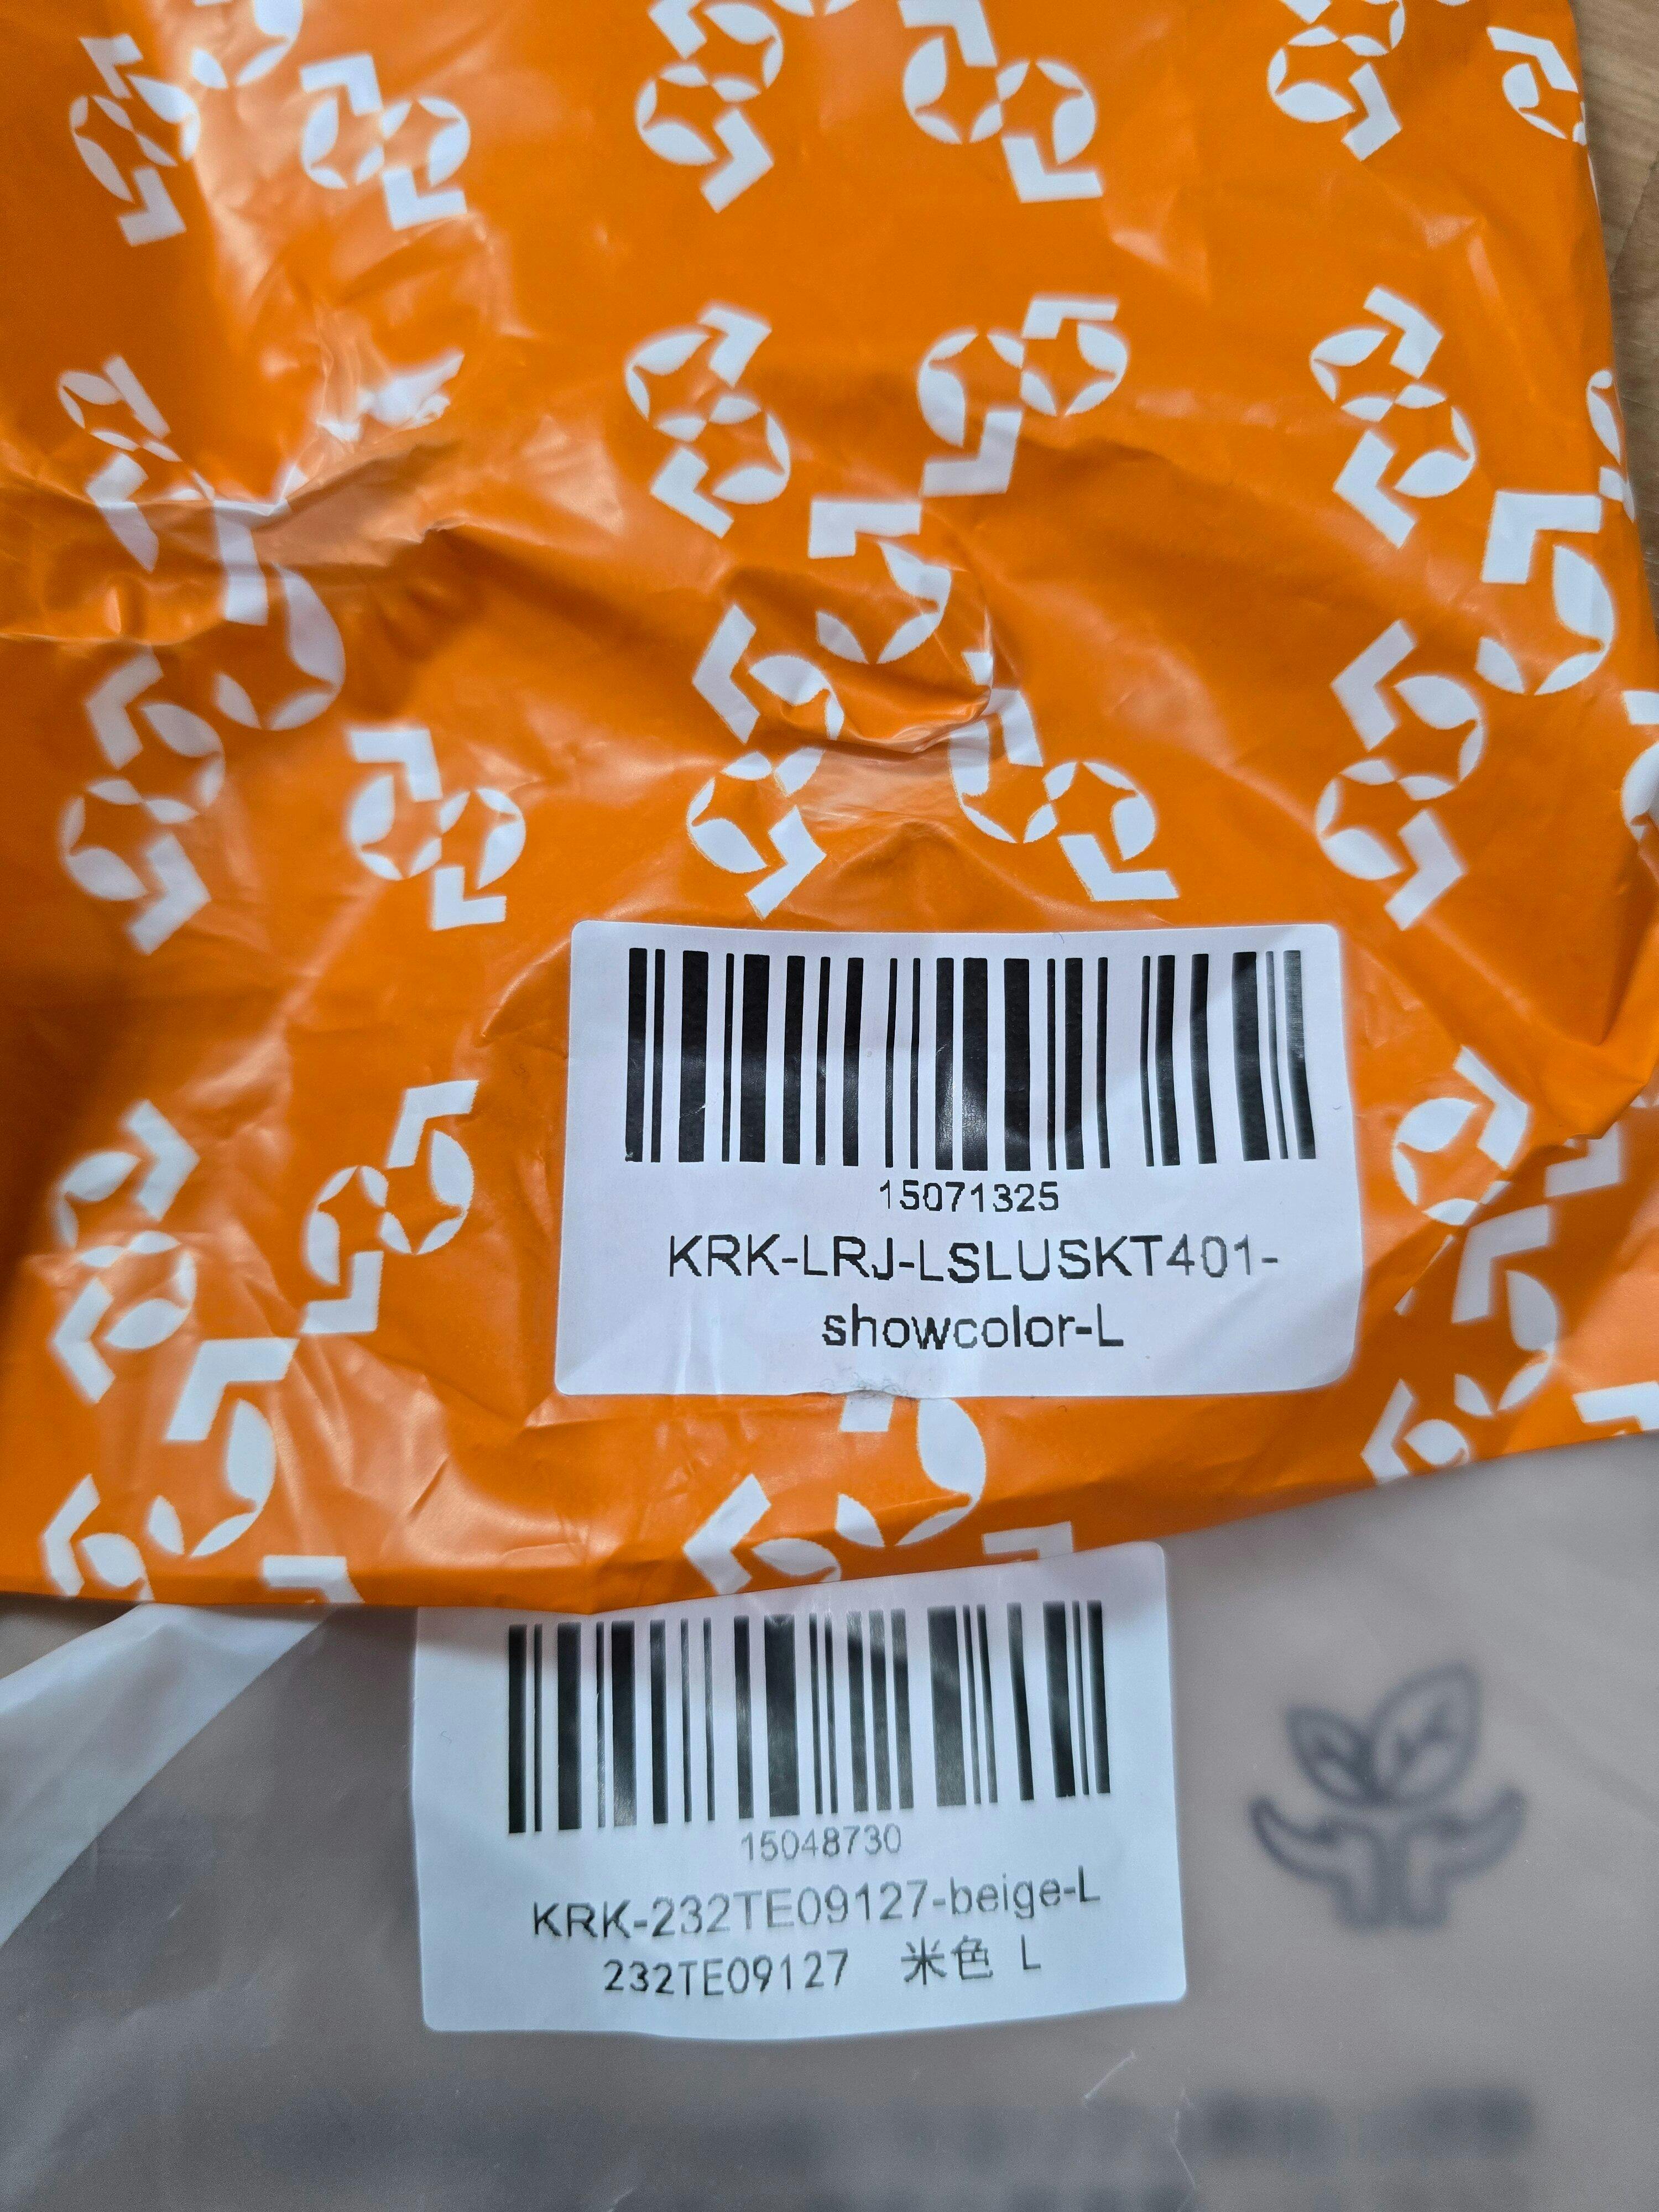 15071325
KRK-LRJ-LSLUSKT401-
showcolor-L
15048730
KRK-232TE09127-beige-L
232TE09127 米色 L